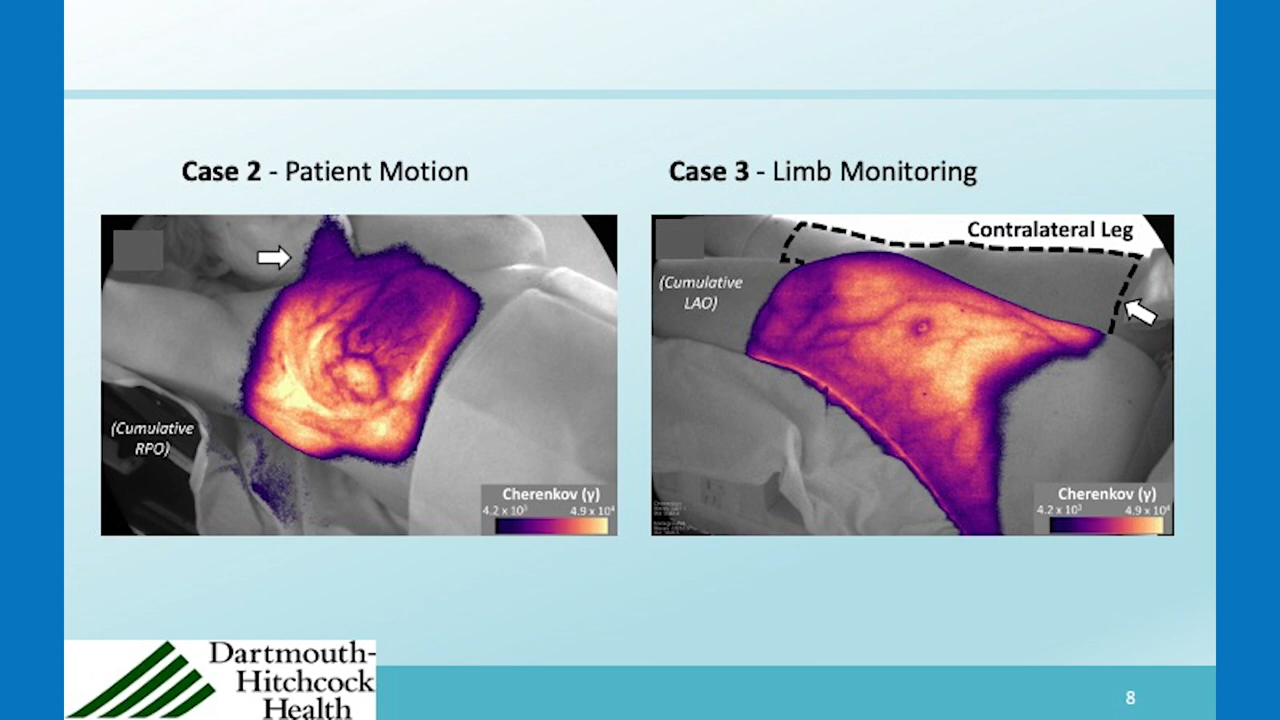 Case 2 - Patient Motion
Case 3 - Limb Monitoring
(Cumulative
RPO)
Cherenkov (γ)
4.2 x 10³
4.9 x 10⁴
Contralateral Leg
(Cumulative
LAO)
Cherenkov (γ)
4.2 x 10³
4.9 x 10⁴
Dartmouth-
Hitchcock
Health
8